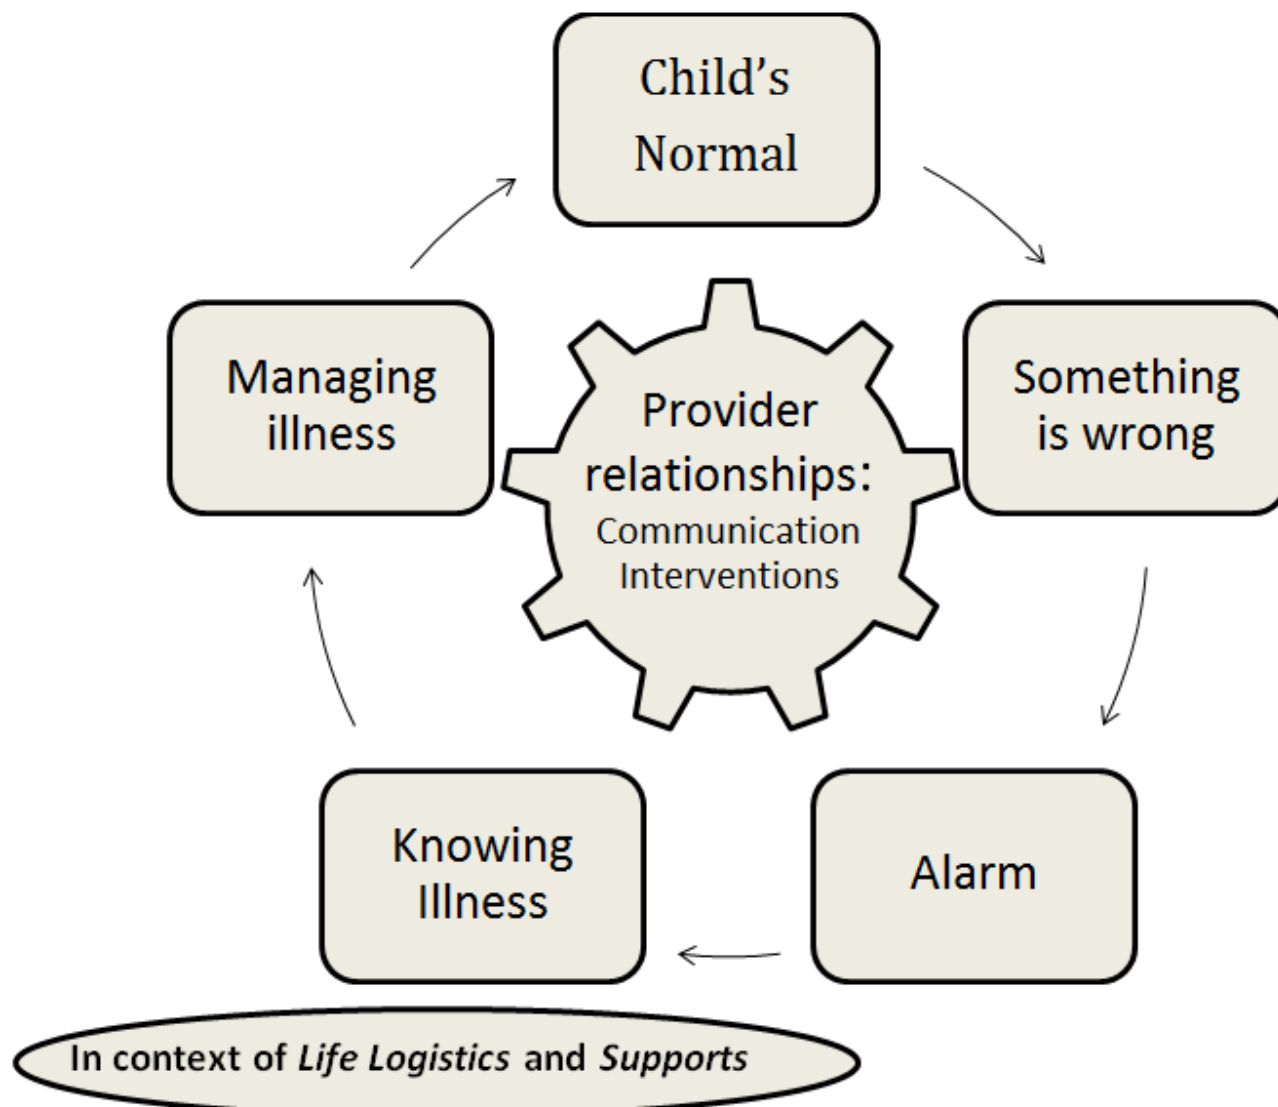 Child’s
Normal
Managing
illness
Something
is wrong
Provider
relationships:
Communication
Interventions
Knowing
Illness
Alarm
In context of Life Logistics and Supports